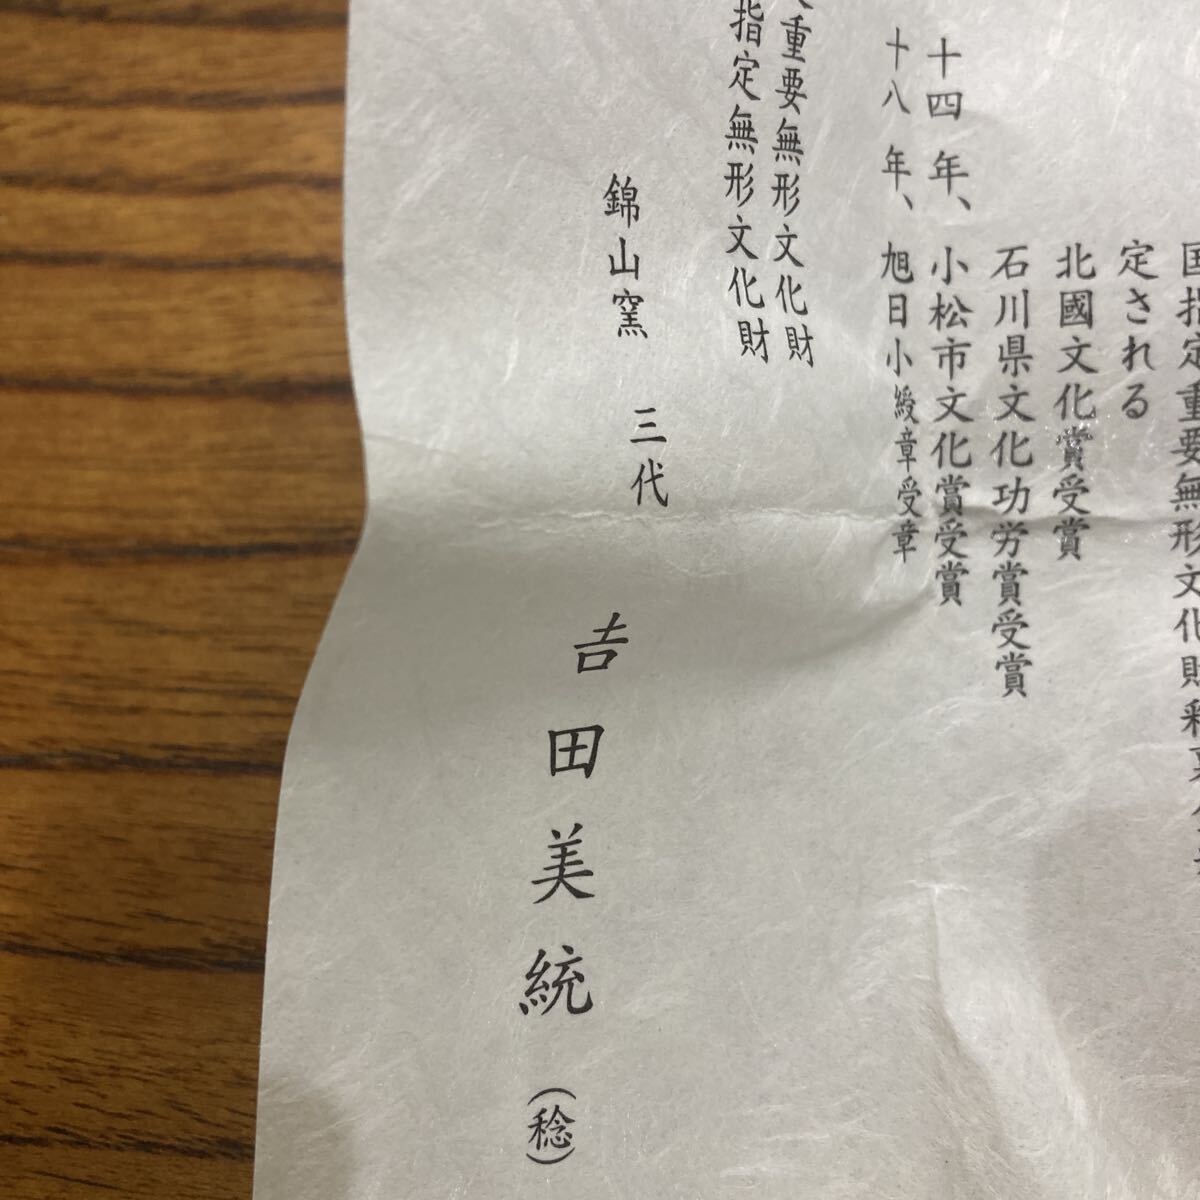 国指定重要無形文化財
定される
北國文化賞受賞
石川県文化功労賞受賞
十四年、小松市文化賞受賞
十八年、旭日小綬章受章
重要無形文化財
指定無形文化財
錦山窯 三代
𠮷田美統（稔）